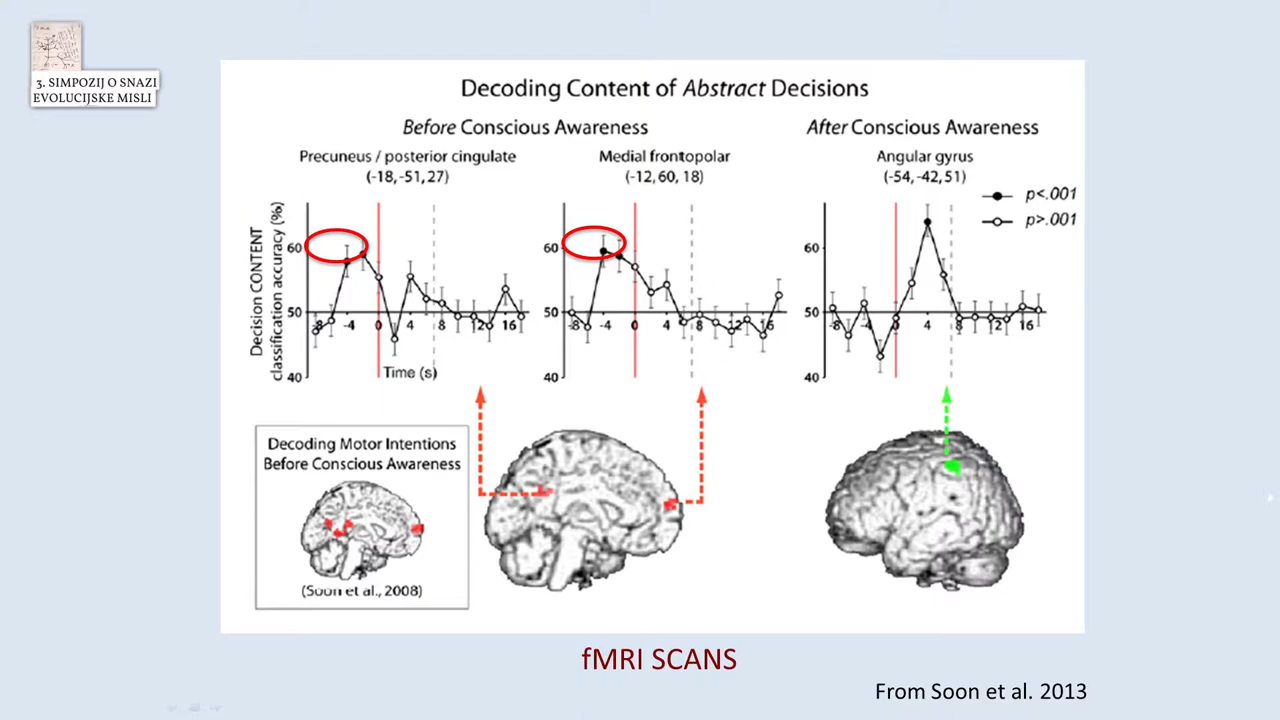 3. SIMPOZIJ O SNAZI
EVOLUCIJSKE MISLI
Decoding Content of Abstract Decisions
Before Conscious Awareness
After Conscious Awareness
Precuneus / posterior cingulate
(-18, -51, 27)
Medial frontopolar
(-12, 60, 18)
Angular gyrus
(-54, -42, 51)
p<.001
p>.001
Decision CONTENT
classification accuracy (%)
60
50
40
-8 -4 0 4 8 12 16
Time (s)
60
50
40
-8 -4 0 4 8 12 16
60
50
40
-8 -4 0 4 8 12 16
Decoding Motor Intentions
Before Conscious Awareness
(Soon et al., 2008)
fMRI SCANS
From Soon et al. 2013